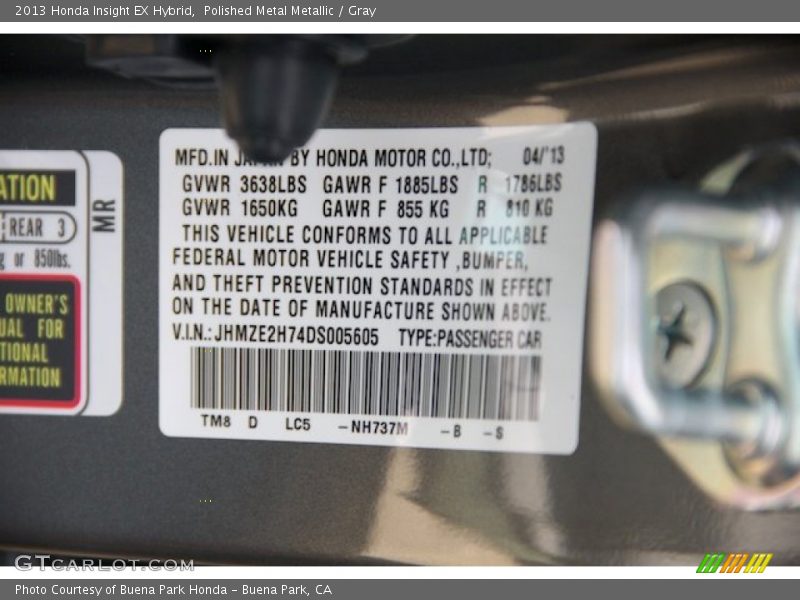 2013 Honda Insight EX Hybrid,  Polished Metal Metallic / Gray
MFD.IN BY HONDA MOTOR CO.,LTD; 04/'13
GVWR 3638LBS GAWR F 1885LBS R 1786LBS
GVWR 1650KG GAWR F 855 KG R 810 KG
THIS VEHICLE CONFORMS TO ALL APPLICABLE
FEDERAL MOTOR VEHICLE SAFETY ,BUMPER,
AND THEFT PREVENTION STANDARDS IN EFFECT
ON THE DATE OF MANUFACTURE SHOWN ABOVE.
V.I.N.: JHMZE2H74DS005605 TYPE:PASSENGER CAR
TM8 D LC5 -NH737M -B -S
ATION
REAR 3
or 850lbs.
OWNER'S
UAL FOR
TIONAL
RMATION
MR
GTcarlot.com
Photo Courtesy of Buena Park Honda - Buena Park, CA